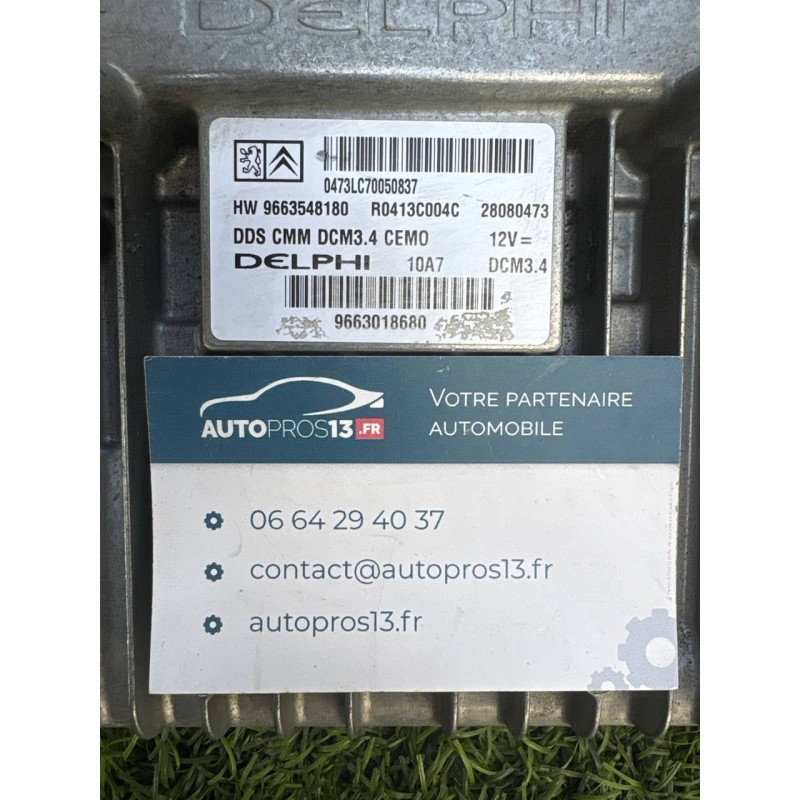 DELPHI
0473LC70050837
HW 9663548180 R0413C004C 28080473
DDS CMM DCM3.4 CEMO 12V=
DELPHI 10A7 DCM3.4
9663018680
AUTOPROS13.FR
VOTRE PARTENAIRE
AUTOMOBILE
06 64 29 40 37
contact@autopros13.fr
autopros13.fr